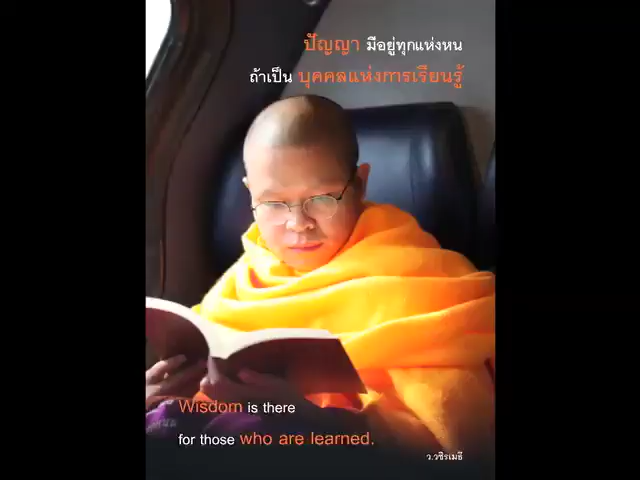 ปัญญา มีอยู่ทุกแห่งหน
ถ้าเป็น บุคคลแห่งการเรียนรู้
Wisdom is there
for those who are learned.
ว.วชิรเมธี